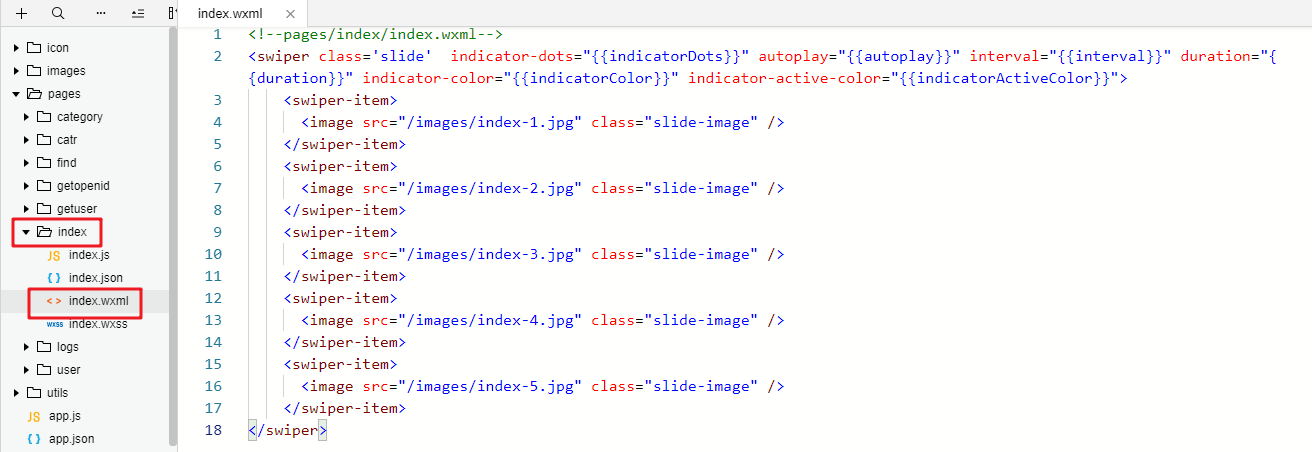 index.wxml
icon
images
pages
category
catr
find
getopenid
getuser
index
JS index.js
{ } index.json
< > index.wxml
wxss index.wxss
logs
user
utils
JS app.js
{ } app.json
1 <!--pages/index/index.wxml-->
2 <swiper class='slide'  indicator-dots="{{indicatorDots}}" autoplay="{{autoplay}}" interval="{{interval}}" duration="{
{duration}}" indicator-color="{{indicatorColor}}" indicator-active-color="{{indicatorActiveColor}}">
3 <swiper-item>
4 <image src="/images/index-1.jpg" class="slide-image" />
5 </swiper-item>
6 <swiper-item>
7 <image src="/images/index-2.jpg" class="slide-image" />
8 </swiper-item>
9 <swiper-item>
10 <image src="/images/index-3.jpg" class="slide-image" />
11 </swiper-item>
12 <swiper-item>
13 <image src="/images/index-4.jpg" class="slide-image" />
14 </swiper-item>
15 <swiper-item>
16 <image src="/images/index-5.jpg" class="slide-image" />
17 </swiper-item>
18 </swiper>